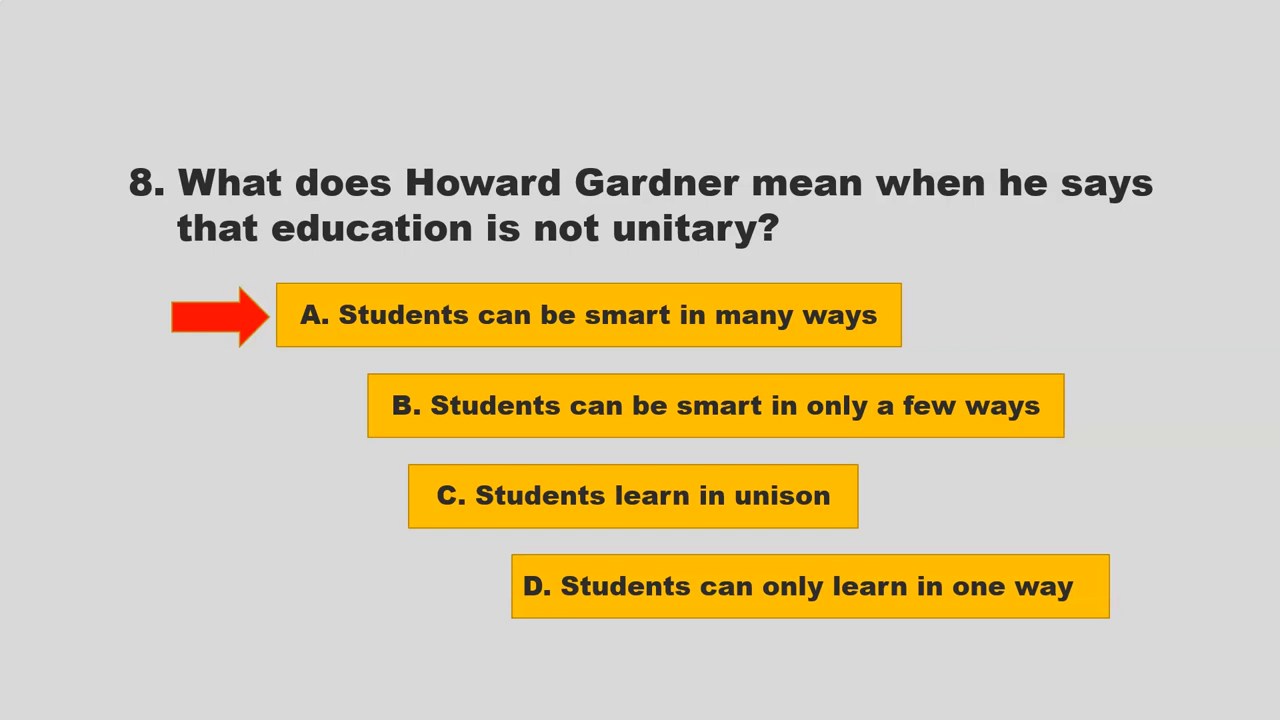 8. What does Howard Gardner mean when he says
that education is not unitary?
A. Students can be smart in many ways
B. Students can be smart in only a few ways
C. Students learn in unison
D. Students can only learn in one way